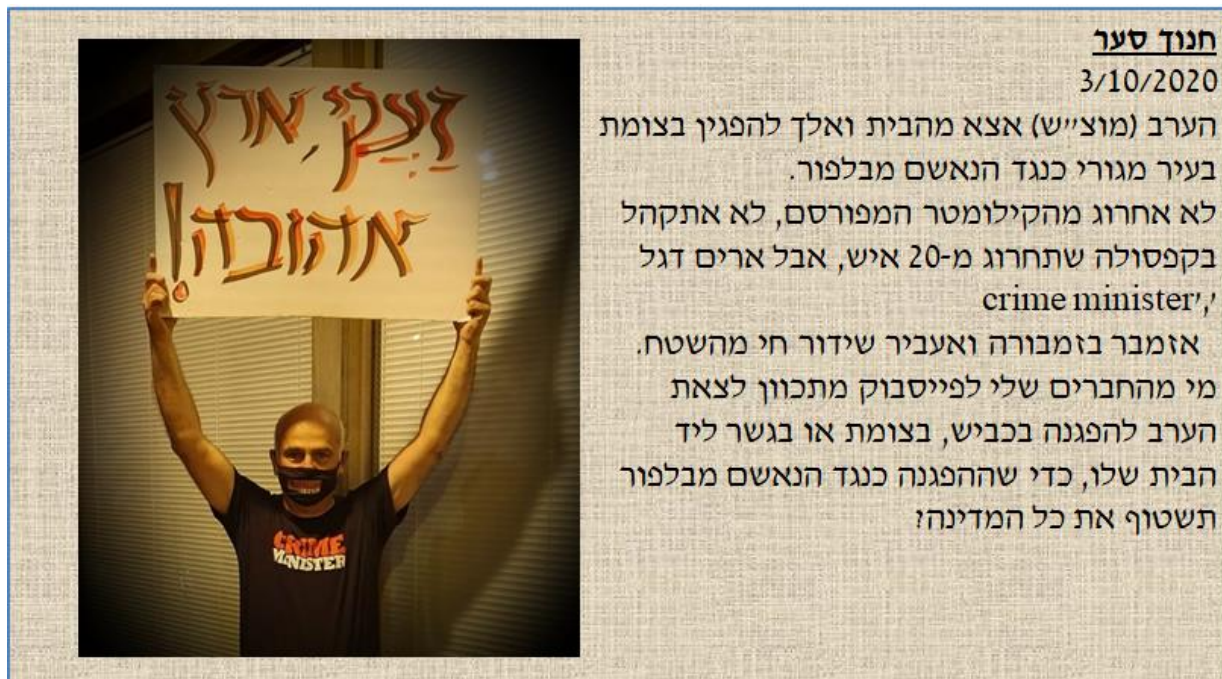 חנוך סער
3/10/2020
הערב (מוצ״ש) אצא מהבית ואלך להפגין בצומת
בעיר מגורי כנגד הנאשם מבלפור.
לא אחרוג מהקילומטר המפורסם, לא אתקהל
בקפסולה שתחרוג מ-20 איש, אבל ארים דגל
'crime minister',
אזמבר בזמבורה ואעביר שידור חי מהשטח.
מי מהחברים שלי לפייסבוק מתכוון לצאת
הערב להפגנה בכביש, בצומת או בגשר ליד
הבית שלו, כדי שההפגנה כנגד הנאשם מבלפור
תשטוף את כל המדינה?
זַעֲקִי, ארץ
אהובה!
CRIME
MINISTER